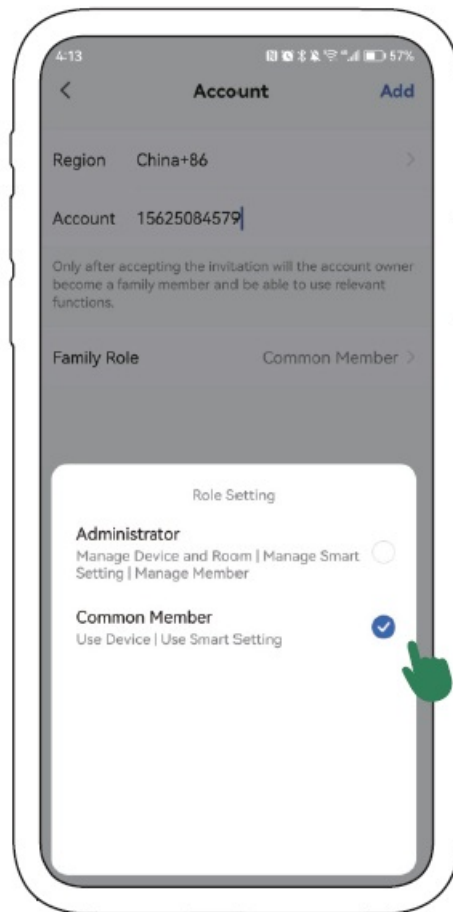 4:13 57%
Account Add
Region China+86
Account 15625084579
Only after accepting the invitation will the account owner
become a family member and be able to use relevant
functions.
Family Role Common Member
Role Setting
Administrator
Manage Device and Room | Manage Smart
Setting | Manage Member
Common Member
Use Device | Use Smart Setting